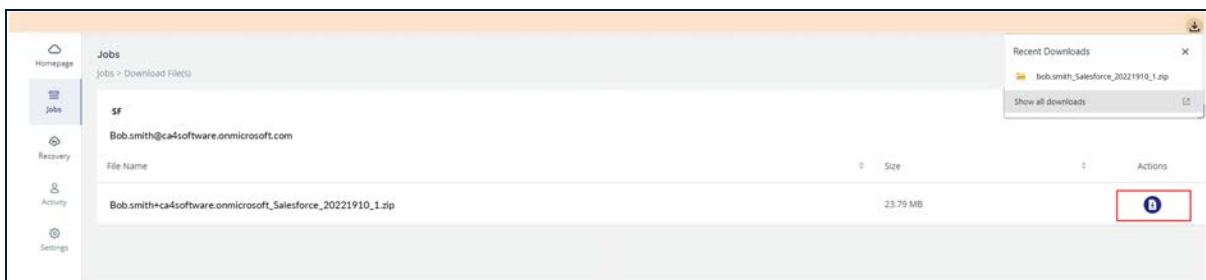 Homepage
Jobs
Recovery
Activity
Settings
Jobs
Jobs > Download File(s)
SF
Bob.smith@ca4software.onmicrosoft.com
File Name
Size
Actions
Bob.smith+ca4software.onmicrosoft_Salesforce_20221910_1.zip
23.79 MB
Recent Downloads
bob.smith_Salesforce_20221910_1.zip
Show all downloads